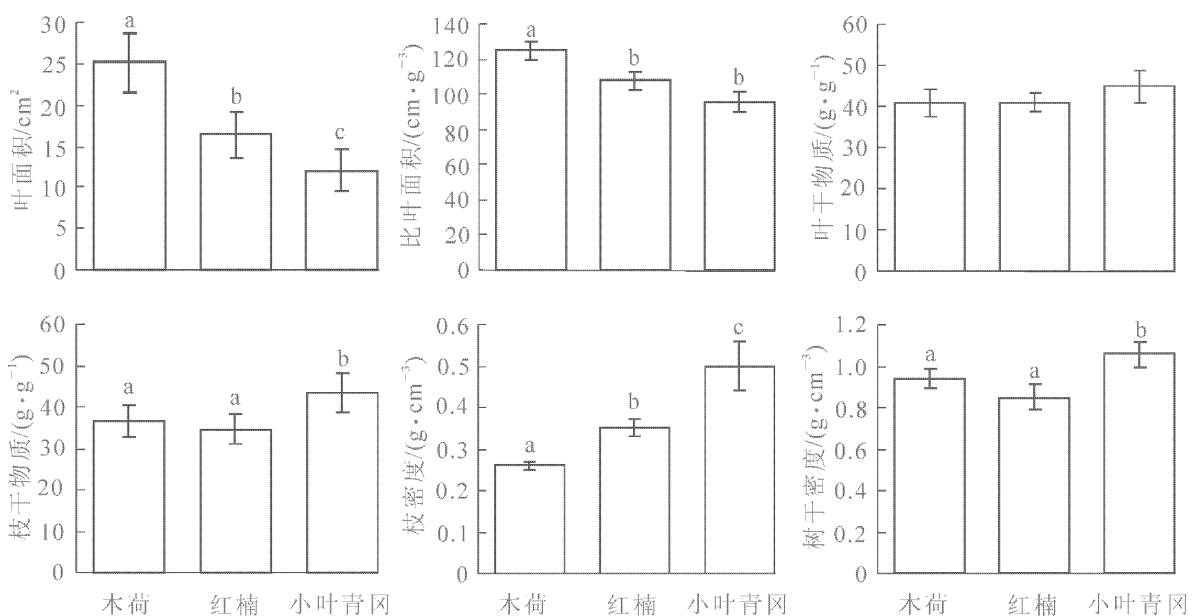 叶面积/cm²
30
25
20
15
10
5
0
a
b
c
比叶面积/(cm·g⁻³)
140
120
100
80
60
40
20
0
a
b
b
叶干物质/(g·g⁻¹)
60
50
40
30
20
10
0
枝干物质/(g·g⁻¹)
60
50
40
30
20
10
0
a
a
b
木荷 红楠 小叶青冈
枝密度/(g·cm⁻³)
0.6
0.5
0.4
0.3
0.2
0.1
0
a
b
c
木荷 红楠 小叶青冈
树干密度/(g·cm⁻³)
1.2
1.0
0.8
0.6
0.4
0.2
0
a
a
b
木荷 红楠 小叶青冈